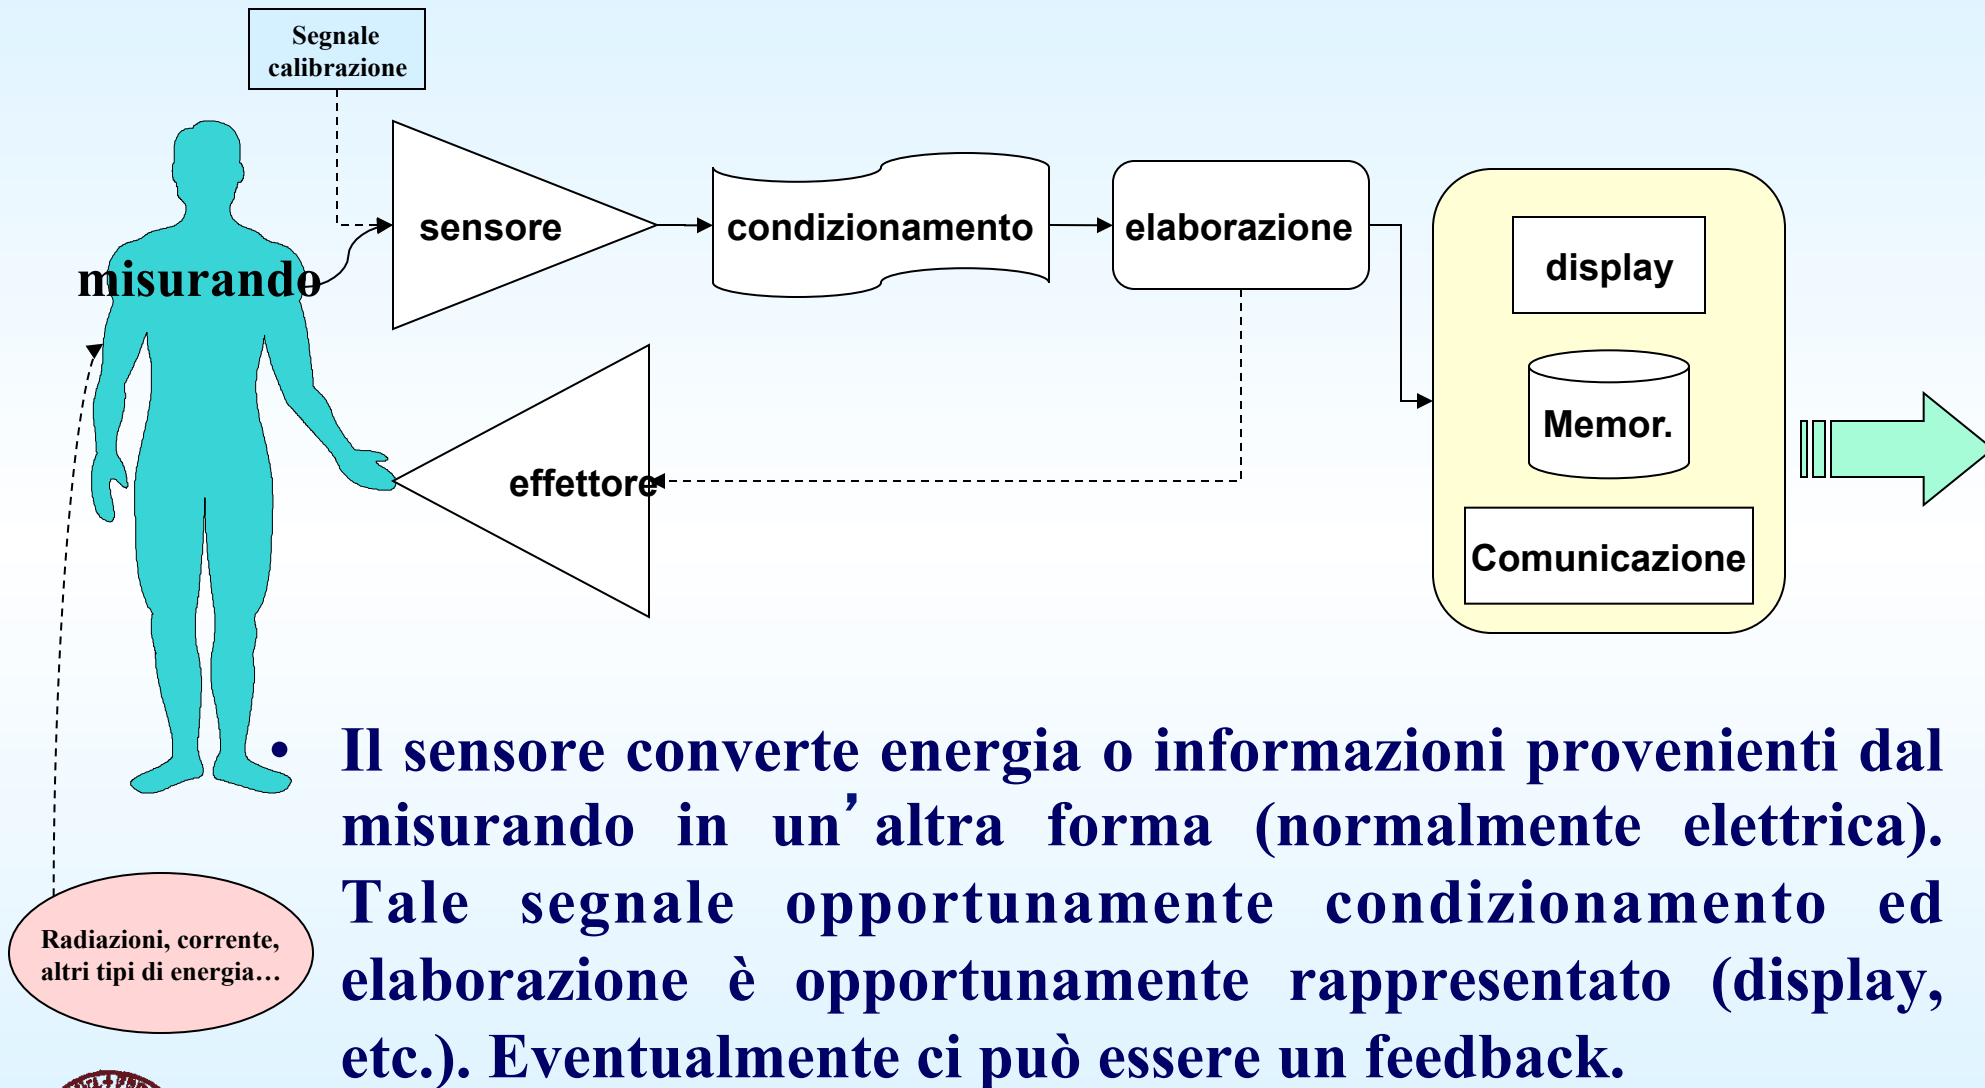 Segnale
calibrazione
sensore
condizionamento
elaborazione
misurando
display
Memor.
effettore
Comunicazione
• Il sensore converte energia o informazioni provenienti dal
misurando in un’altra forma (normalmente elettrica).
Tale segnale opportunamente condizionamento ed
elaborazione è opportunamente rappresentato (display,
etc.). Eventualmente ci può essere un feedback.
Radiazioni, corrente,
altri tipi di energia…